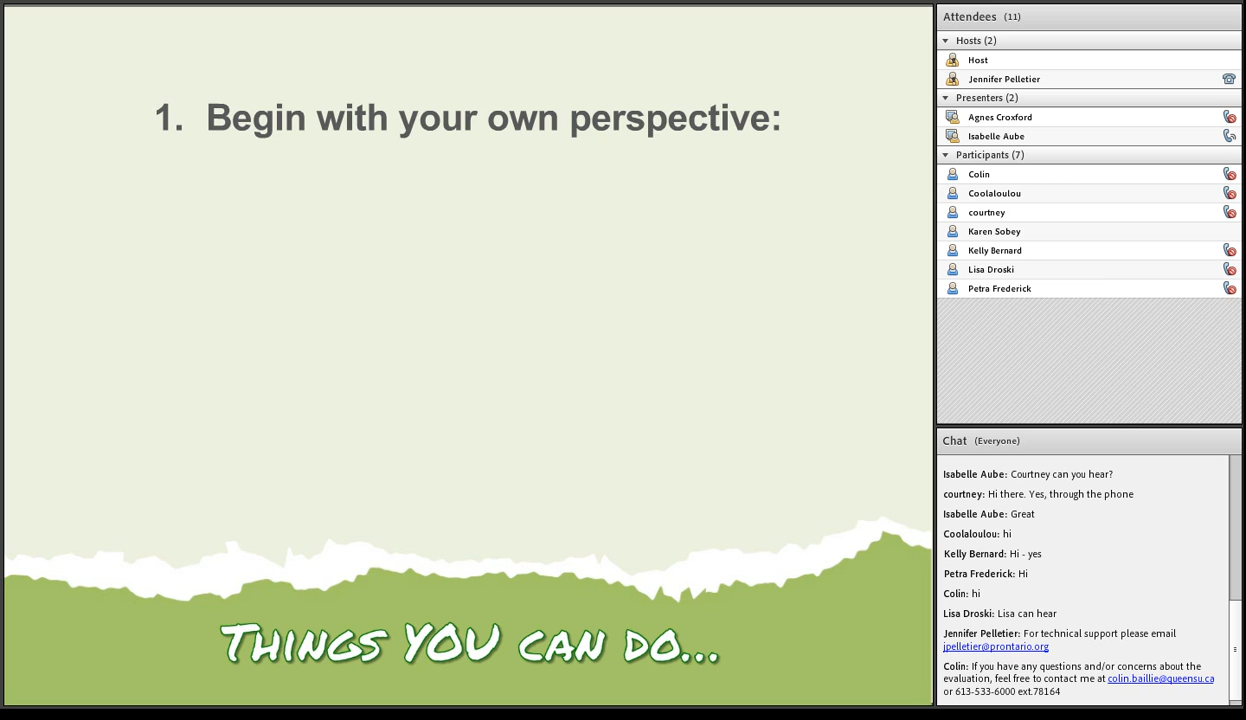 1. Begin with your own perspective:
THINGS YOU CAN DO...
Attendees (11)
Hosts (2)
Host
Jennifer Pelletier
Presenters (2)
Agnes Croxford
Isabelle Aube
Participants (7)
Colin
Coolaloulou
courtney
Karen Sobey
Kelly Bernard
Lisa Droski
Petra Frederick
Chat (Everyone)
Isabelle Aube: Courtney can you hear?
courtney: Hi there. Yes, through the phone
Isabelle Aube: Great
Coolaloulou: hi
Kelly Bernard: Hi - yes
Petra Frederick: Hi
Colin: hi
Lisa Droski: Lisa can hear
Jennifer Pelletier: For technical support please email
jpelletier@prontario.org
Colin: If you have any questions and/or concerns about the
evaluation, feel free to contact me at colin.baillie@queensu.ca
or 613-533-6000 ext.78164